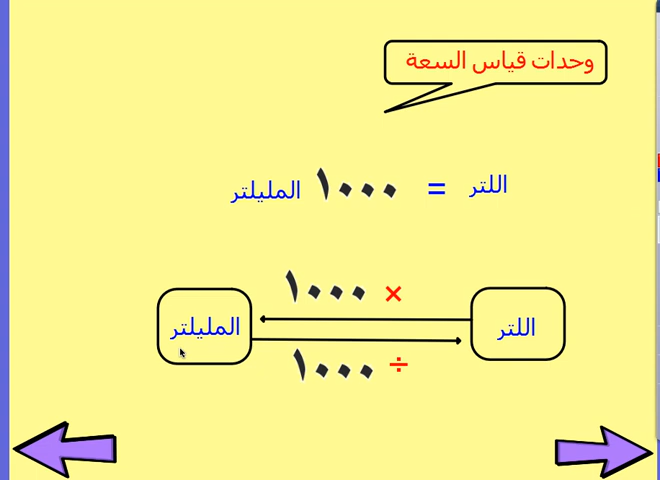 وحدات قياس السعة
اللتر = ١٠٠٠ المليلتر
× ١٠٠٠
اللتر
المليلتر
÷ ١٠٠٠